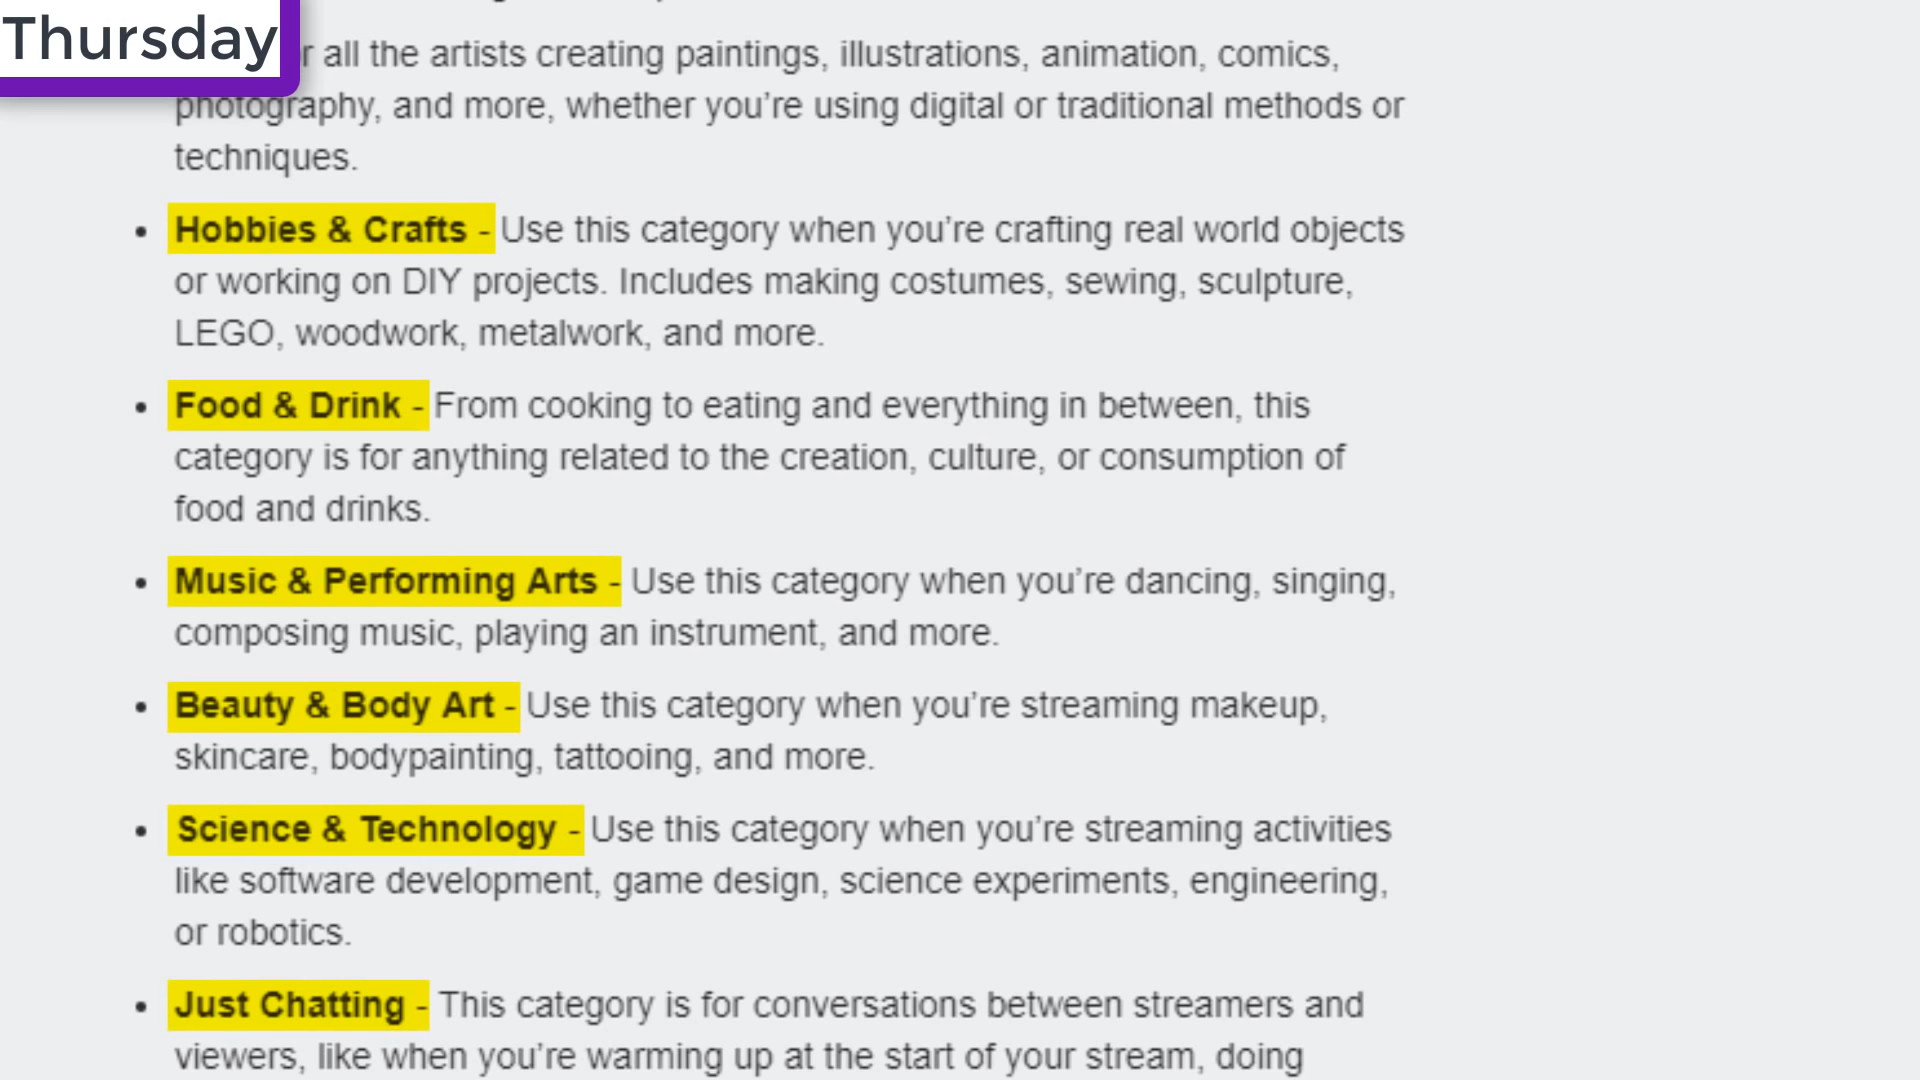 Thursday
r all the artists creating paintings, illustrations, animation, comics,
photography, and more, whether you’re using digital or traditional methods or
techniques.
• Hobbies & Crafts - Use this category when you’re crafting real world objects
or working on DIY projects. Includes making costumes, sewing, sculpture,
LEGO, woodwork, metalwork, and more.
• Food & Drink - From cooking to eating and everything in between, this
category is for anything related to the creation, culture, or consumption of
food and drinks.
• Music & Performing Arts - Use this category when you’re dancing, singing,
composing music, playing an instrument, and more.
• Beauty & Body Art - Use this category when you’re streaming makeup,
skincare, bodypainting, tattooing, and more.
• Science & Technology - Use this category when you’re streaming activities
like software development, game design, science experiments, engineering,
or robotics.
• Just Chatting - This category is for conversations between streamers and
viewers, like when you’re warming up at the start of your stream, doing